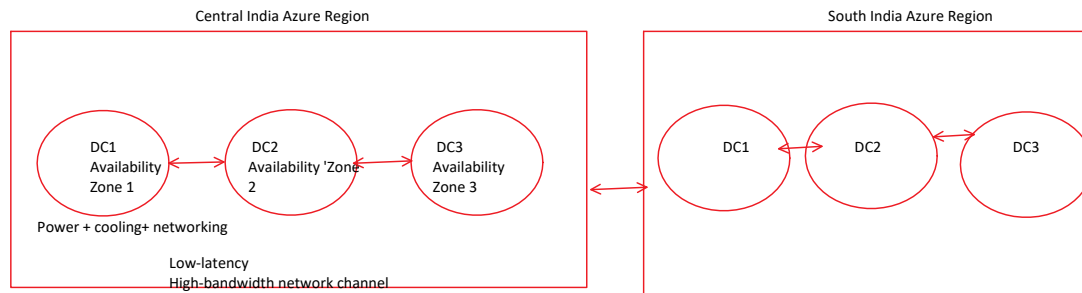 Central India Azure Region
South India Azure Region
DC1
Availability
Zone 1
DC2
Availability 'Zone
2
DC3
Availability
Zone 3
DC1
DC2
DC3
Power + cooling+ networking
Low-latency
High-bandwidth network channel